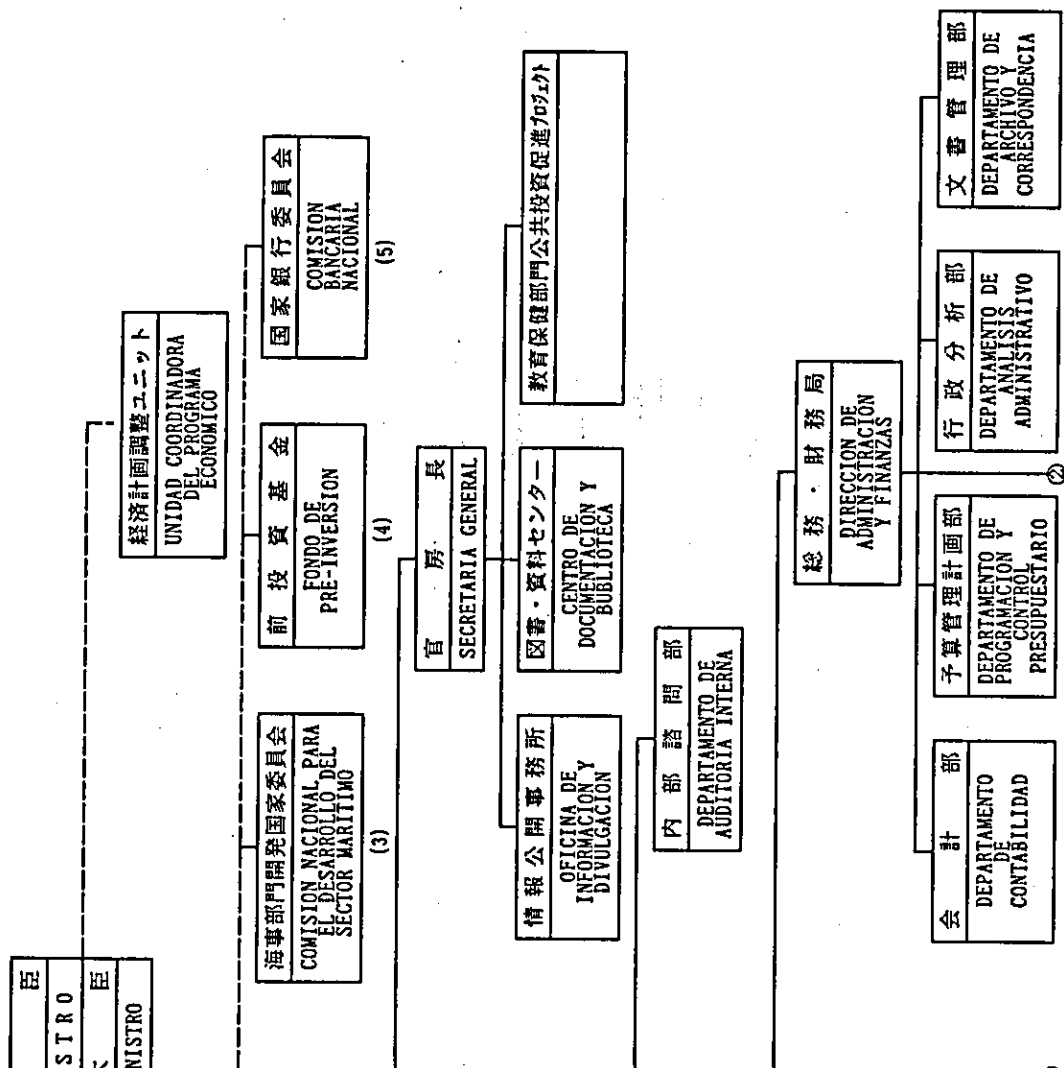 臣
STRO
臣
NISTRO
経済計画調整ユニット
UNIDAD COORDINADORA
DEL PROGRAMA
ECONOMICO
海事部門開発国家委員会
COMISION NACIONAL PARA
EL DESARROLLO DEL
SECTOR MARITIMO
(3)
前投資基金
FONDO DE
PRE-INVERSION
(4)
国家銀行委員会
COMISION
BANCARIA
NACIONAL
(5)
官房長
SECRETARIA GENERAL
情報公開事務所
OFICINA DE
INFORMACION Y
DIVULGACION
図書・資料センター
CENTRO DE
DOCUMENTACION Y
BUBLIOTECA
教育保健部門公共投資促進プロジェクト
内部諮問部
DEPARTAMENTO DE
AUDITORIA INTERNA
総務・財務局
DIRECCION DE
ADMINISTRACION
Y FINANZAS
会計部
DEPARTAMENTO
DE
CONTABILIDAD
予算管理計画部
DEPARTAMENTO DE
PROGRAMACION Y
CONTROL
PRESUPUESTARIO
行政分析部
DEPARTAMENTO DE
ANALISIS
ADMINISTRATIVO
文書管理部
DEPARTAMENTO DE
ARCHIVO Y
CORRESPONDENCIA
②